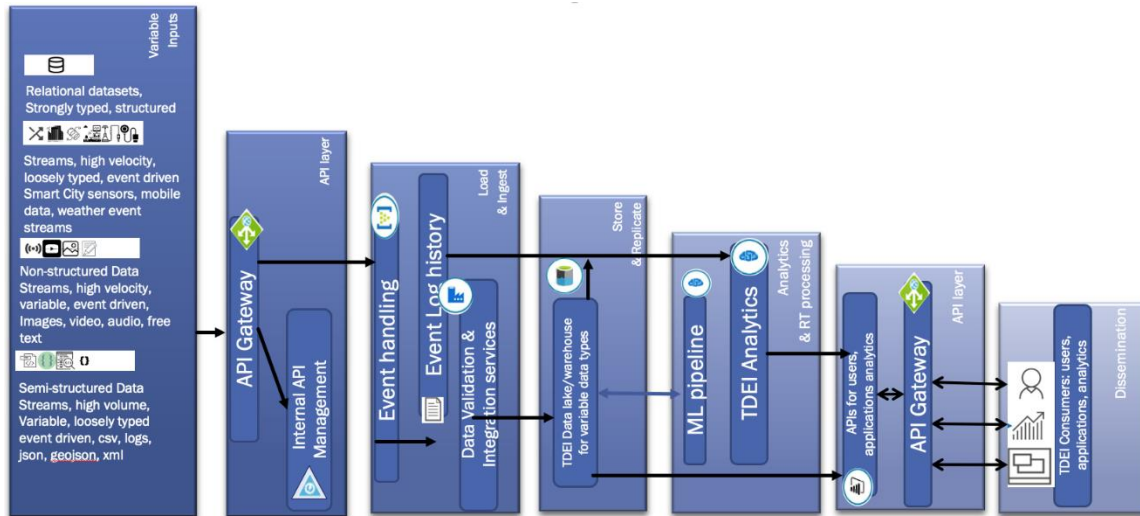 Variable
Inputs
Relational datasets,
Strongly typed, structured
Streams, high velocity,
loosely typed, event driven
Smart City sensors, mobile
data, weather event
streams
Non-structured Data
Streams, high velocity,
variable, event driven,
Images, video, audio, free
text
{}
Semi-structured Data
Streams, high volume,
Variable, loosely typed
event driven, csv, logs,
json, geojson, xml
API layer
API Gateway
Internal API
Management
Load
& Ingest
Event handling
Event Log history
Data Validation &
Integration services
Store
& Replicate
TDEI Data lake/warehouse
for variable data types
Analytics
& RT processing
ML pipeline
TDEI Analytics
API layer
APIs for users,
applications analytics
API Gateway
Dissemination
TDEI Consumers: users,
applications, analytics